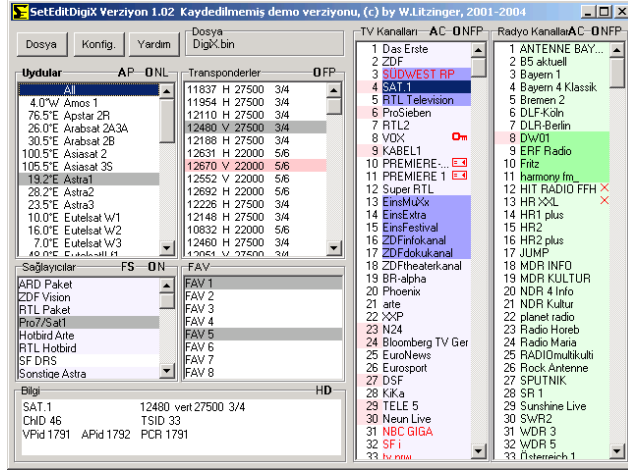 SetEditDigiX Verziyon 1.02 Kaydedilmemiş demo verziyonu, (c) by W.Litzinger, 2001-2004
Dosya
Konfig.
Yardım
Dosya
DigiX.bin
Uydular AP ONL
All
4.0°W Amos 1
76.5°E Apstar 2R
26.0°E Arabsat 2A3A
30.5°E Arabsat 2B
100.5°E Asiasat 2
105.5°E Asiasat 3S
19.2°E Astra1
28.2°E Astra2
23.5°E Astra3
10.0°E Eutelsat W1
16.0°E Eutelsat W2
7.0°E Eutelsat W3
Transponderler OFP
11837 H 27500 3/4
11954 H 27500 3/4
12110 H 27500 3/4
12480 V 27500 3/4
12188 H 27500 3/4
12631 H 22000 5/6
12670 V 22000 5/6
12552 V 22000 5/6
12692 H 22000 5/6
12226 H 27500 3/4
12148 H 27500 3/4
10832 H 22000 5/6
12460 H 27500 3/4
12051 V 27500 3/4
Sağlayıcılar FS ON
ARD Paket
ZDF Vision
RTL Paket
Pro7/Sat1
Hotbird Arte
RTL Hotbird
SF DRS
Sonstige Astra
FAV
FAV 1
FAV 2
FAV 3
FAV 4
FAV 5
FAV 6
FAV 7
FAV 8
Bilgi HD
SAT.1 12480 vert 27500 3/4
ChID 46 TSID 33
VPid 1791 APid 1792 PCR 1791
TV Kanalları AC ONFP
1 Das Erste
2 ZDF
3 SÜDWEST RP
4 SAT.1
5 RTL Television
6 ProSieben
7 RTL2
8 VOX
9 KABEL1
10 PREMIERE-...
11 PREMIERE 1
12 Super RTL
13 EinsMuXx
14 EinsExtra
15 EinsFestival
16 ZDFinfokanal
17 ZDFdokukanal
18 ZDFtheaterkanal
19 BR-alpha
20 Phoenix
21 arte
22 XXP
23 N24
24 Bloomberg TV Ger
25 EuroNews
26 Eurosport
27 DSF
28 KiKa
29 TELE 5
30 Neun Live
31 NBC GIGA
32 SF i
33 tv.nrw
Radyo Kanallar AC ONFP
1 ANTENNE BAY...
2 B5 aktuell
3 Bayern 1
4 Bayern 4 Klassik
5 Bremen 2
6 DLF-Köln
7 DLR-Berlin
8 DW01
9 ERF Radio
10 Fritz
11 harmony fm_
12 HIT RADIO FFH
13 HR XXL
14 HR1 plus
15 HR2
16 HR2 plus
17 JUMP
18 MDR INFO
19 MDR KULTUR
20 NDR 4 Info
21 NDR Kultur
22 planet radio
23 Radio Horeb
24 Radio Maria
25 RADIOmultikulti
26 Rock Antenne
27 SPUTNIK
28 SR 1
29 Sunshine Live
30 SWR2
31 WDR 3
32 WDR 5
33 Österreich 1